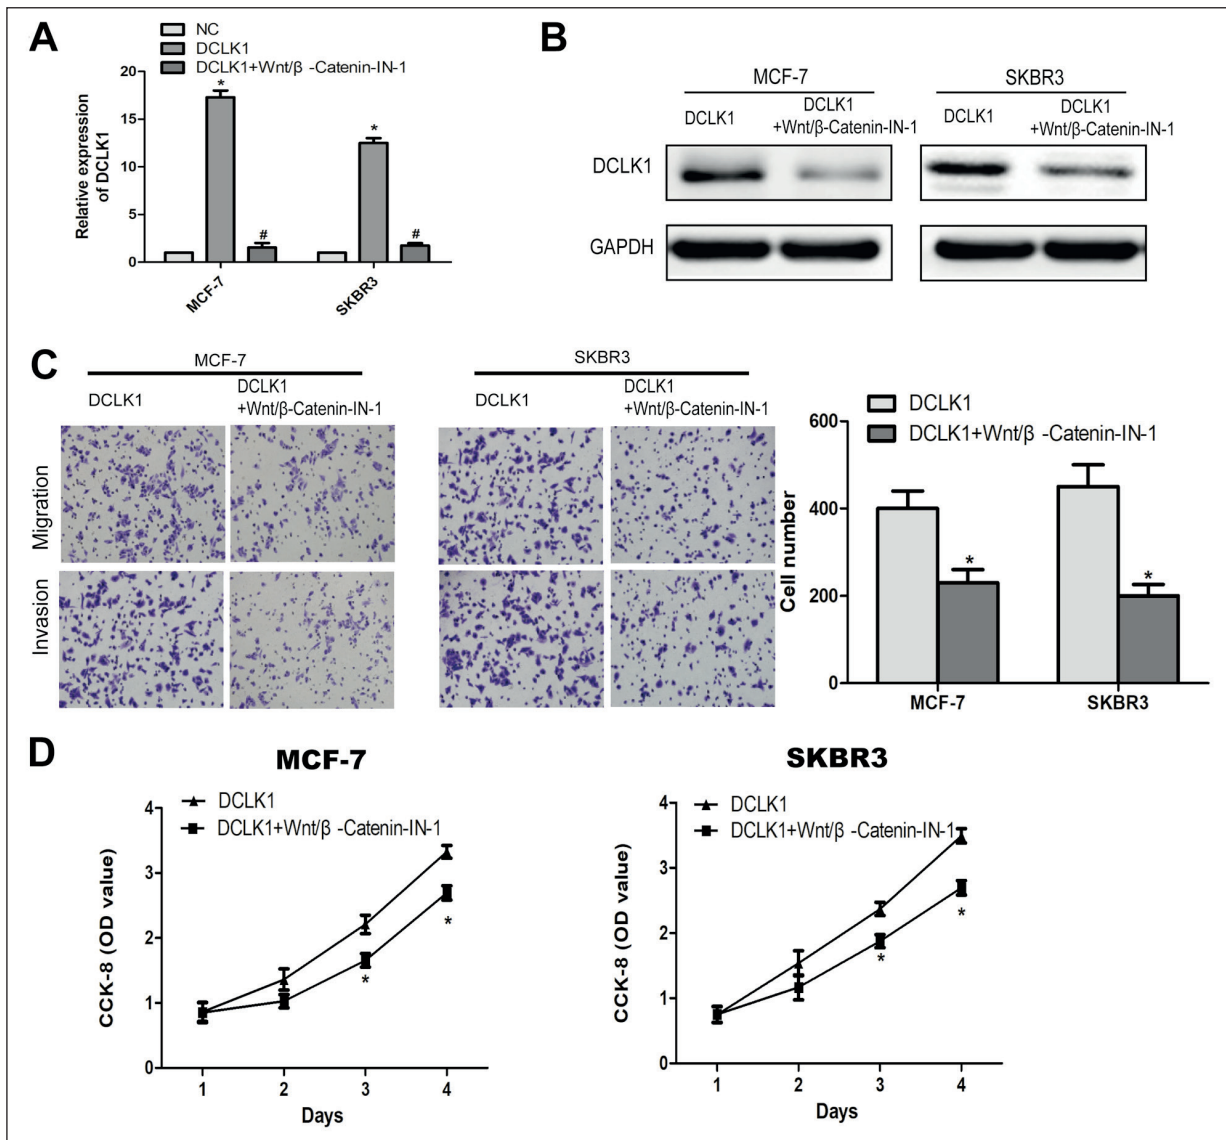 A
NC
DCLK1
DCLK1+Wnt/β -Catenin-IN-1
Relative expression
of DCLK1
20
15
10
5
0
*
#
*
#
MCF-7
SKBR3
B
MCF-7
SKBR3
DCLK1
DCLK1
+Wnt/β-Catenin-IN-1
DCLK1
DCLK1
+Wnt/β-Catenin-IN-1
DCLK1
GAPDH
C
MCF-7
SKBR3
DCLK1
DCLK1
+Wnt/β-Catenin-IN-1
DCLK1
DCLK1
+Wnt/β-Catenin-IN-1
Migration
Invasion
DCLK1
DCLK1+Wnt/β -Catenin-IN-1
Cell number
600
400
200
0
*
*
MCF-7
SKBR3
D
MCF-7
DCLK1
DCLK1+Wnt/β -Catenin-IN-1
CCK-8 (OD value)
4
3
2
1
0
*
*
1 2 3 4
Days
SKBR3
DCLK1
DCLK1+Wnt/β -Catenin-IN-1
CCK-8 (OD value)
4
3
2
1
0
*
*
1 2 3 4
Days